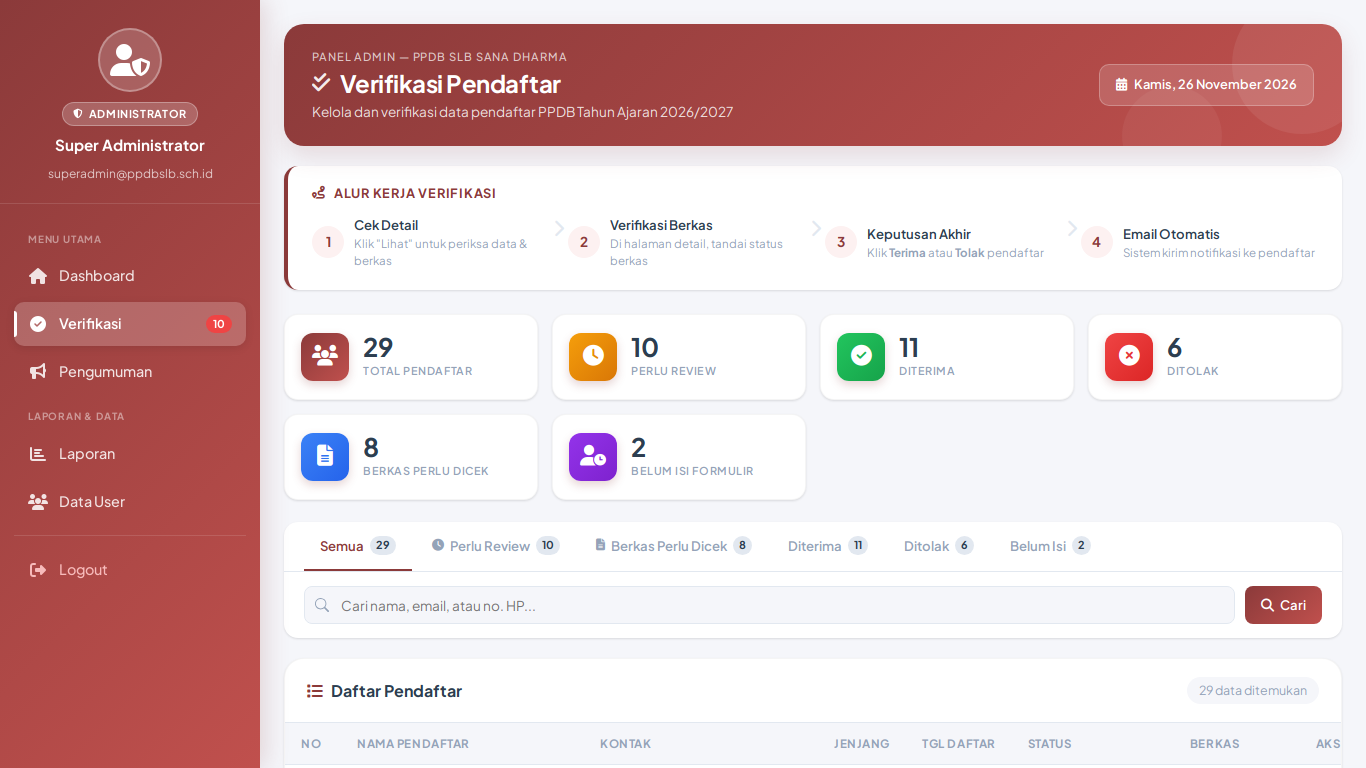 ADMINISTRATOR
Super Administrator
superadmin@ppdbslb.sch.id
MENU UTAMA
Dashboard
Verifikasi 10
Pengumuman
LAPORAN & DATA
Laporan
Data User
Logout
PANEL ADMIN — PPDB SLB SANA DHARMA
Verifikasi Pendaftar
Kelola dan verifikasi data pendaftar PPDB Tahun Ajaran 2026/2027
Kamis, 26 November 2026
ALUR KERJA VERIFIKASI
1
Cek Detail
Klik "Lihat" untuk periksa data &
berkas
2
Verifikasi Berkas
Di halaman detail, tandai status
berkas
3
Keputusan Akhir
Klik Terima atau Tolak pendaftar
4
Email Otomatis
Sistem kirim notifikasi ke pendaftar
29
TOTAL PENDAFTAR
10
PERLU REVIEW
11
DITERIMA
6
DITOLAK
8
BERKAS PERLU DICEK
2
BELUM ISI FORMULIR
Semua 29 Perlu Review 10 Berkas Perlu Dicek 8 Diterima 11 Ditolak 6 Belum Isi 2
Cari nama, email, atau no. HP... Cari
Daftar Pendaftar 29 data ditemukan
NO NAMA PENDAFTAR KONTAK JENJANG TGL DAFTAR STATUS BERKAS AKS